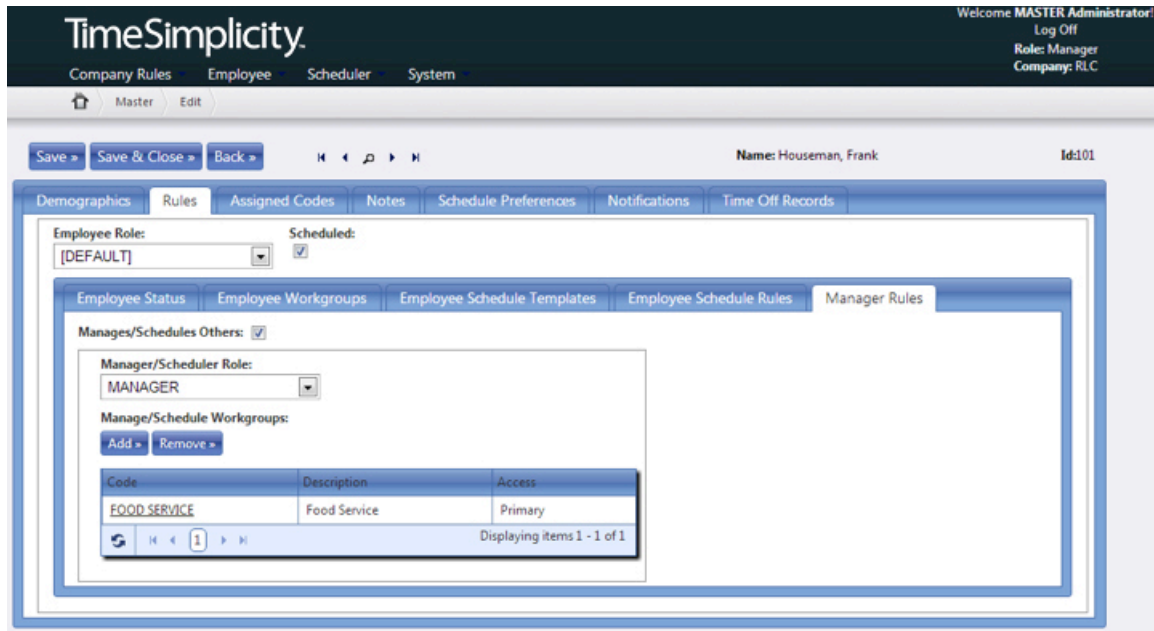 Welcome MASTER Administrator!
TimeSimplicity™
Log Off
Role: Manager
Company: RLC
Company Rules Employee Scheduler System
Master Edit
Save » Save & Close » Back » Name: Houseman, Frank Id:101
Demographics Rules Assigned Codes Notes Schedule Preferences Notifications Time Off Records
Employee Role: Scheduled:
[DEFAULT]
Employee Status Employee Workgroups Employee Schedule Templates Employee Schedule Rules Manager Rules
Manages/Schedules Others:
Manager/Scheduler Role:
MANAGER
Manage/Schedule Workgroups:
Add » Remove »
Code Description Access
FOOD SERVICE Food Service Primary
1 Displaying items 1 - 1 of 1